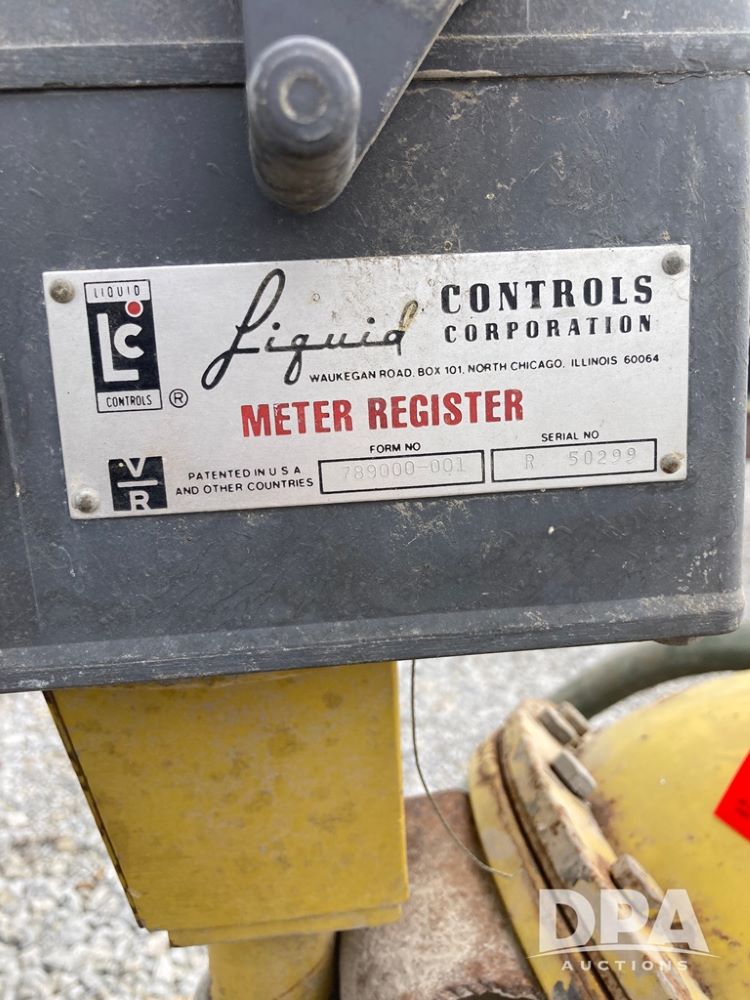 LIQUID
LC
CONTROLS
®
Liquid CONTROLS
CORPORATION
WAUKEGAN ROAD, BOX 101, NORTH CHICAGO, ILLINOIS 60064
METER REGISTER
V
R
PATENTED IN U S A
AND OTHER COUNTRIES
FORM NO
789000-001
SERIAL NO
R 50299
DPA
AUCTIONS